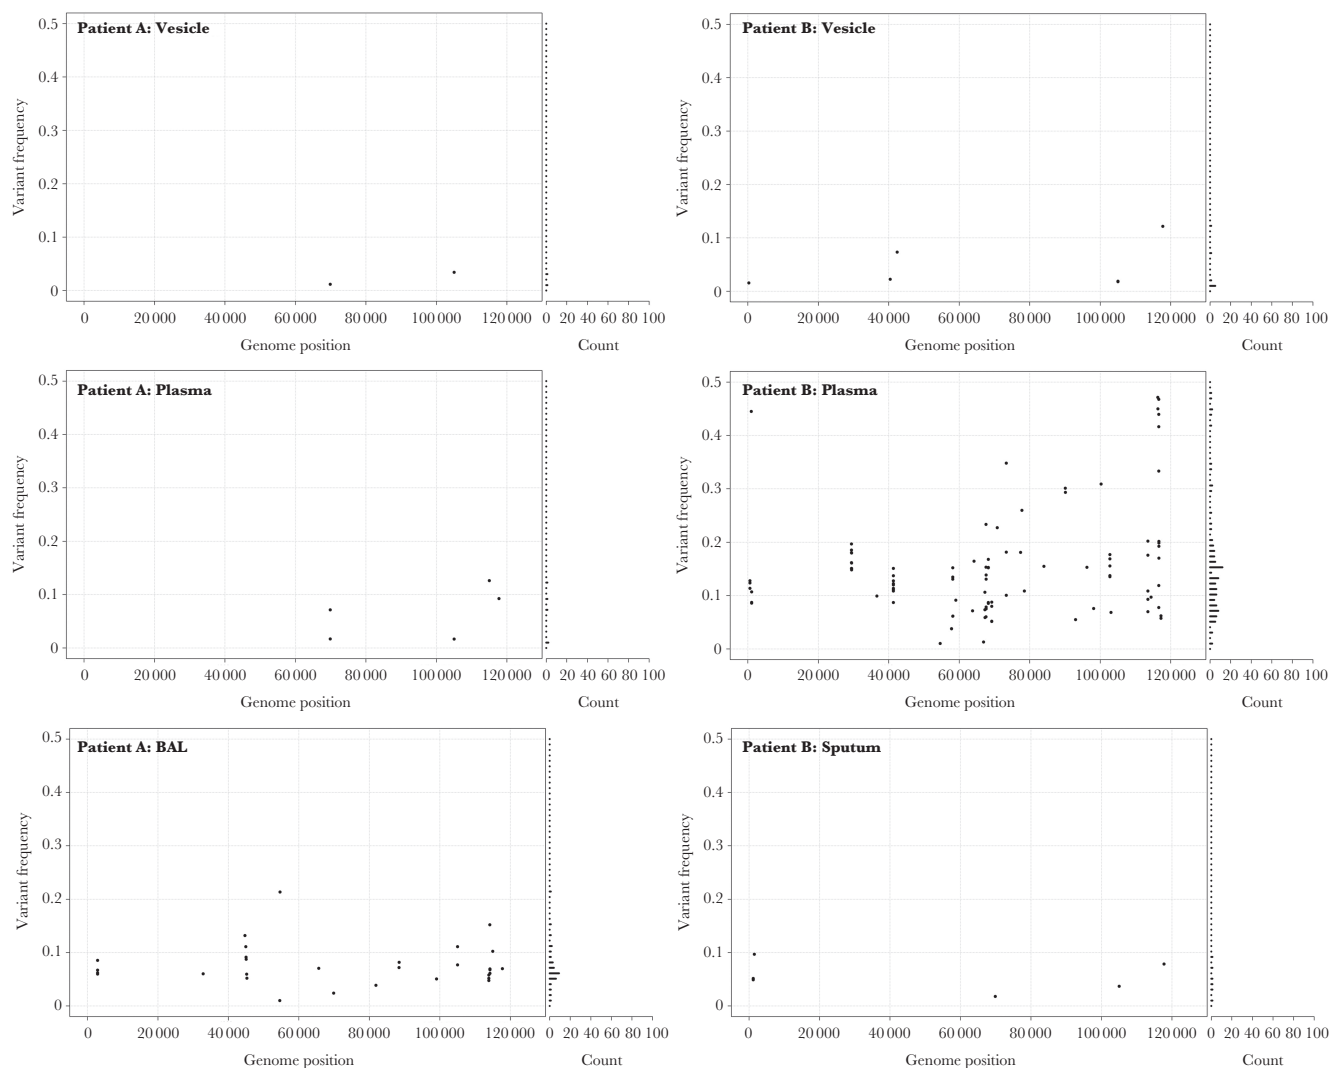 Patient A: Vesicle
Variant frequency
0.5
0.4
0.3
0.2
0.1
0
0 20 000 40 000 60 000 80 000 100 000 120 000
Genome position
0 20 40 60 80 100
Count
Patient B: Vesicle
Variant frequency
0.5
0.4
0.3
0.2
0.1
0
0 20 000 40 000 60 000 80 000 100 000 120 000
Genome position
0 20 40 60 80 100
Count
Patient A: Plasma
Variant frequency
0.5
0.4
0.3
0.2
0.1
0
0 20 000 40 000 60 000 80 000 100 000 120 000
Genome position
0 20 40 60 80 100
Count
Patient B: Plasma
Variant frequency
0.5
0.4
0.3
0.2
0.1
0
0 20 000 40 000 60 000 80 000 100 000 120 000
Genome position
0 20 40 60 80 100
Count
Patient A: BAL
Variant frequency
0.5
0.4
0.3
0.2
0.1
0
0 20 000 40 000 60 000 80 000 100 000 120 000
Genome position
0 20 40 60 80 100
Count
Patient B: Sputum
Variant frequency
0.5
0.4
0.3
0.2
0.1
0
0 20 000 40 000 60 000 80 000 100 000 120 000
Genome position
0 20 40 60 80 100
Count